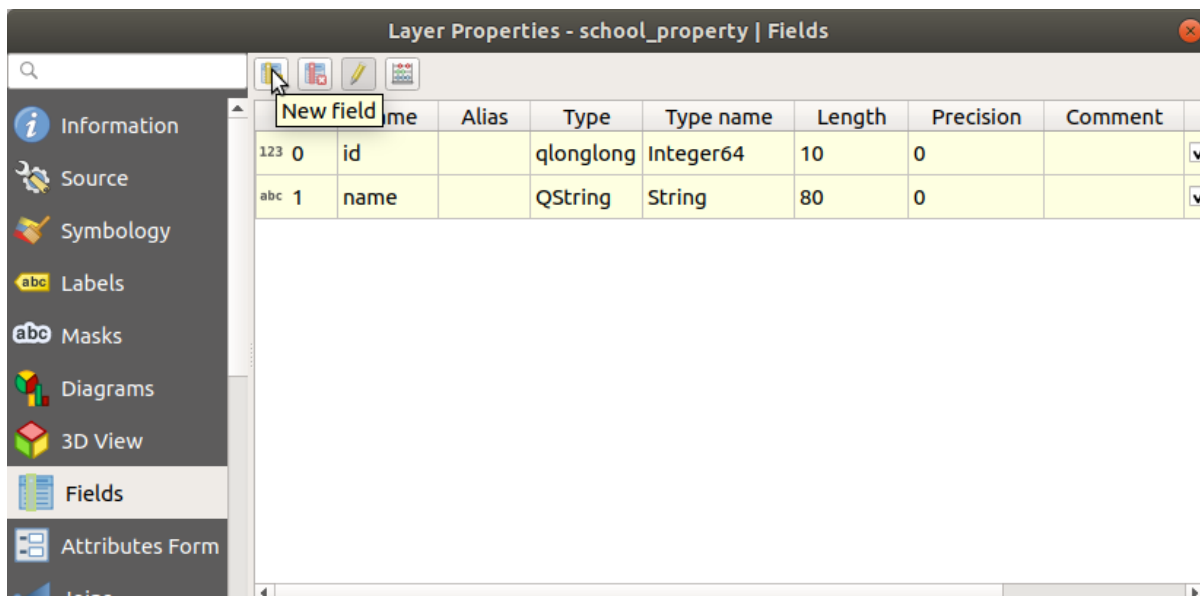 Layer Properties - school_property | Fields
New field
me Alias Type Type name Length Precision Comment
123 0 id qlonglong Integer64 10 0
abc 1 name QString String 80 0
Information
Source
Symbology
abc Labels
abc Masks
Diagrams
3D View
Fields
Attributes Form